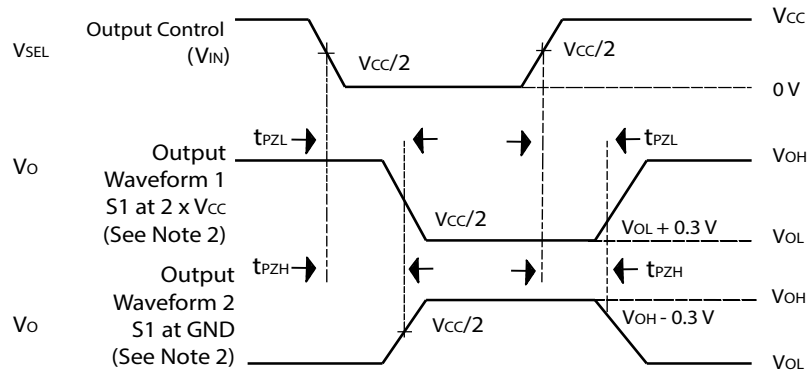 VSEL Output Control (VIN) VCC/2 VCC/2 VCC
0 V
tPZL tPZL
VO Output Waveform 1 S1 at 2 x VCC (See Note 2) VCC/2 VOL + 0.3 V VOH
VOL
tPZH tPZH
VO Output Waveform 2 S1 at GND (See Note 2) VCC/2 VOH - 0.3 V VOH
VOL